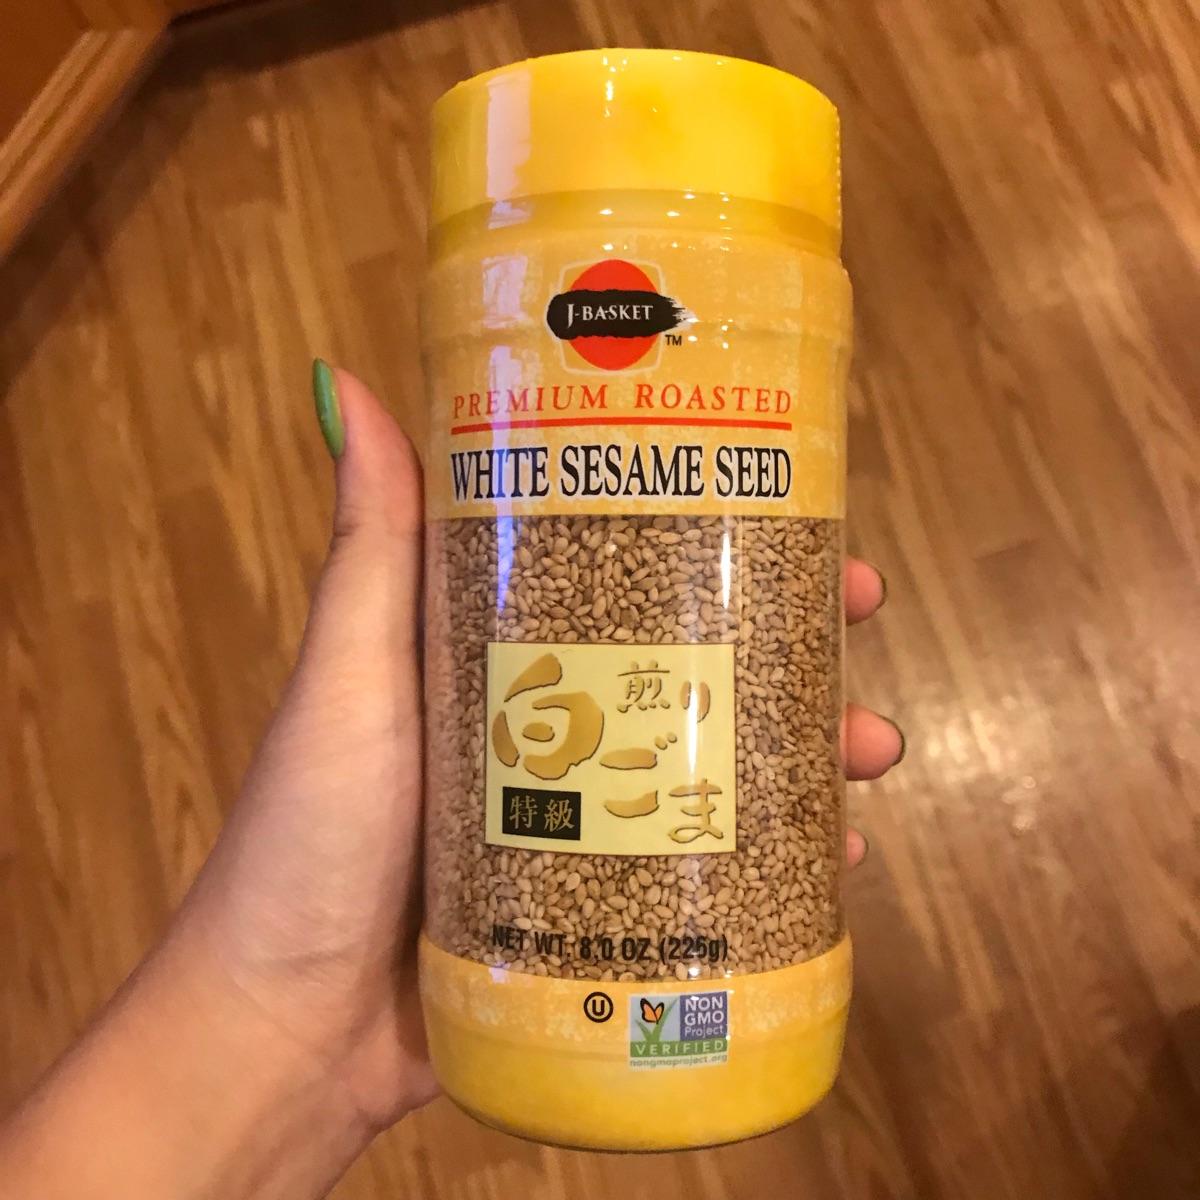 J-BASKET
TM
PREMIUM ROASTED
WHITE SESAME SEED
白
煎り
ごま
特級
NET WT. 8.0 OZ (226g)
U
NON
GMO
Project
VERIFIED
nongmoproject.org